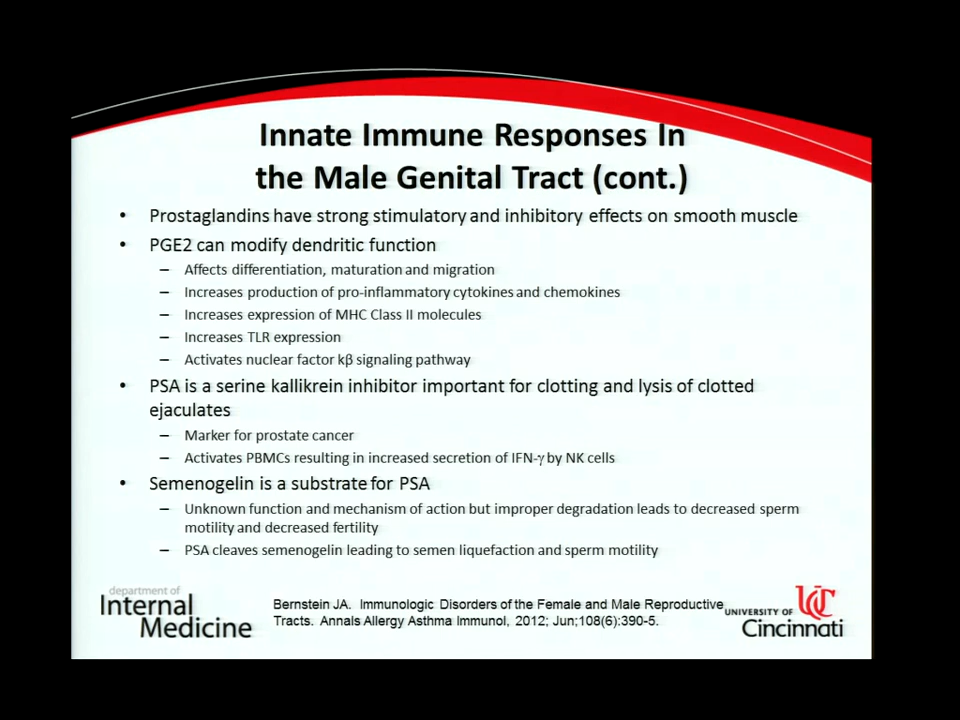 Innate Immune Responses In
the Male Genital Tract (cont.)
• Prostaglandins have strong stimulatory and inhibitory effects on smooth muscle
• PGE2 can modify dendritic function
– Affects differentiation, maturation and migration
– Increases production of pro-inflammatory cytokines and chemokines
– Increases expression of MHC Class II molecules
– Increases TLR expression
– Activates nuclear factor kβ signaling pathway
• PSA is a serine kallikrein inhibitor important for clotting and lysis of clotted
ejaculates
– Marker for prostate cancer
– Activates PBMCs resulting in increased secretion of IFN-γ by NK cells
• Semenogelin is a substrate for PSA
– Unknown function and mechanism of action but improper degradation leads to decreased sperm
motility and decreased fertility
– PSA cleaves semenogelin leading to semen liquefaction and sperm motility
department of
Internal
Medicine
Bernstein JA. Immunologic Disorders of the Female and Male Reproductive
Tracts. Annals Allergy Asthma Immunol, 2012; Jun;108(6):390-5.
UC
UNIVERSITY OF
Cincinnati